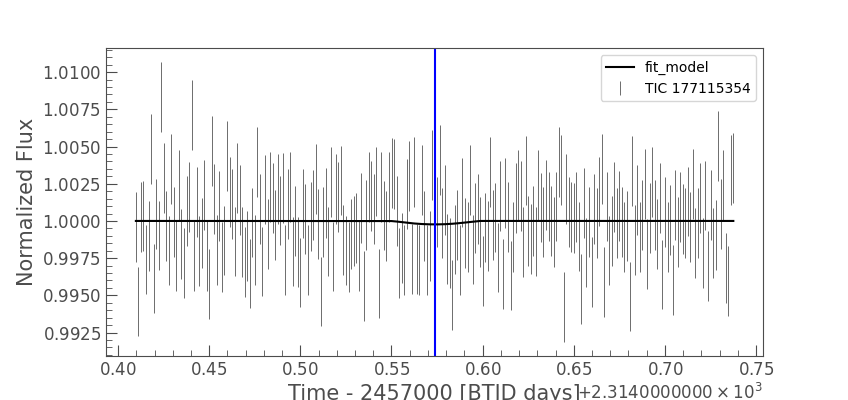 fit_model
TIC 177115354
Normalized Flux
1.0100
1.0075
1.0050
1.0025
1.0000
0.9975
0.9950
0.9925
0.40 0.45 0.50 0.55 0.60 0.65 0.70 0.75
Time - 2457000 [BTJD days]
+2.3140000000 × 10³